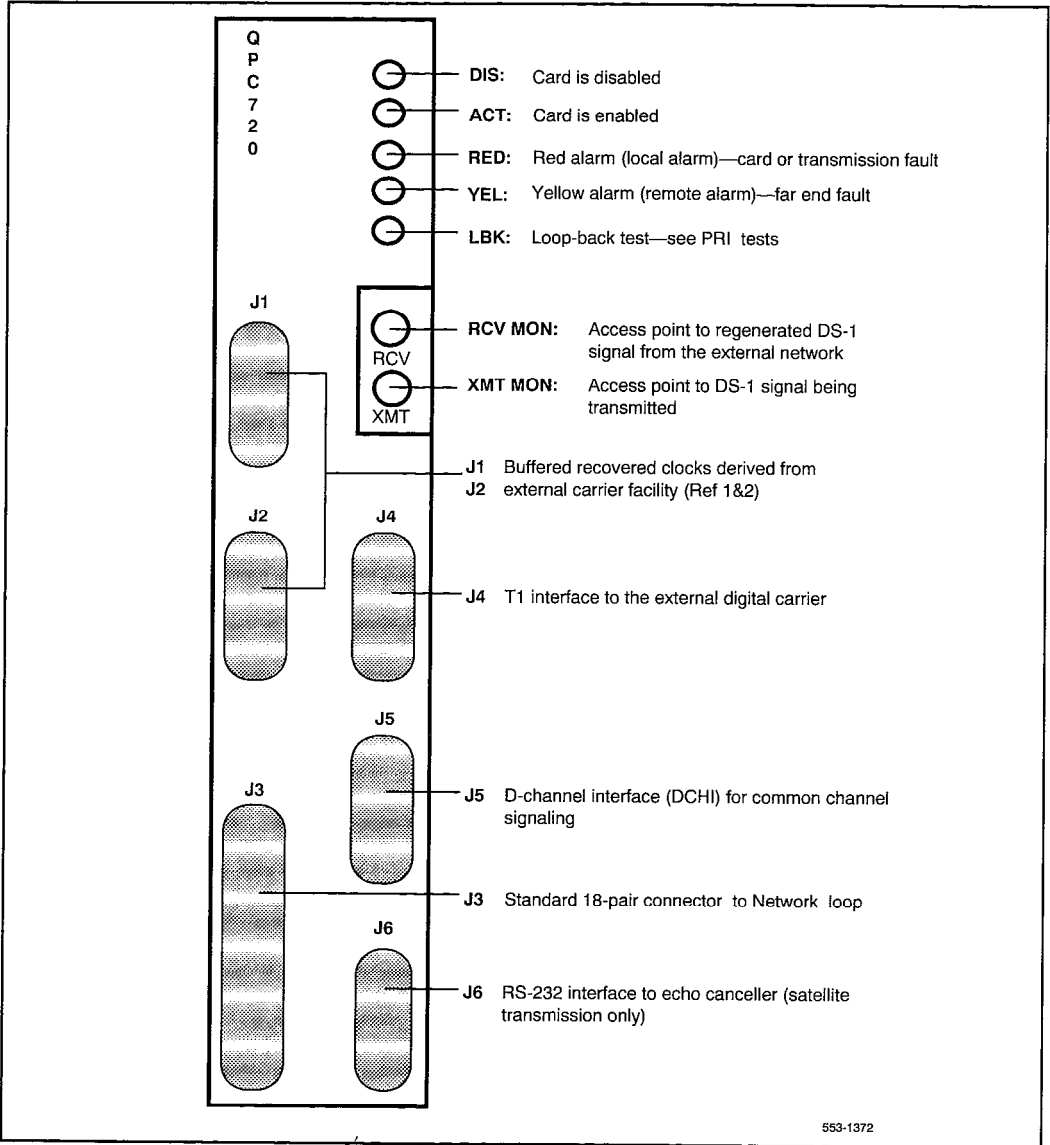 Q
P
C
7
2
0
DIS: Card is disabled
ACT: Card is enabled
RED: Red alarm (local alarm)—card or transmission fault
YEL: Yellow alarm (remote alarm)—far end fault
LBK: Loop-back test—see PRI tests
J1
RCV
RCV MON: Access point to regenerated DS-1
signal from the external network
XMT
XMT MON: Access point to DS-1 signal being
transmitted
J1 Buffered recovered clocks derived from
J2 external carrier facility (Ref 1&2)
J2
J4
J4 T1 interface to the external digital carrier
J5
J5 D-channel interface (DCHI) for common channel
signaling
J3
J3 Standard 18-pair connector to Network loop
J6
J6 RS-232 interface to echo canceller (satellite
transmission only)
553-1372